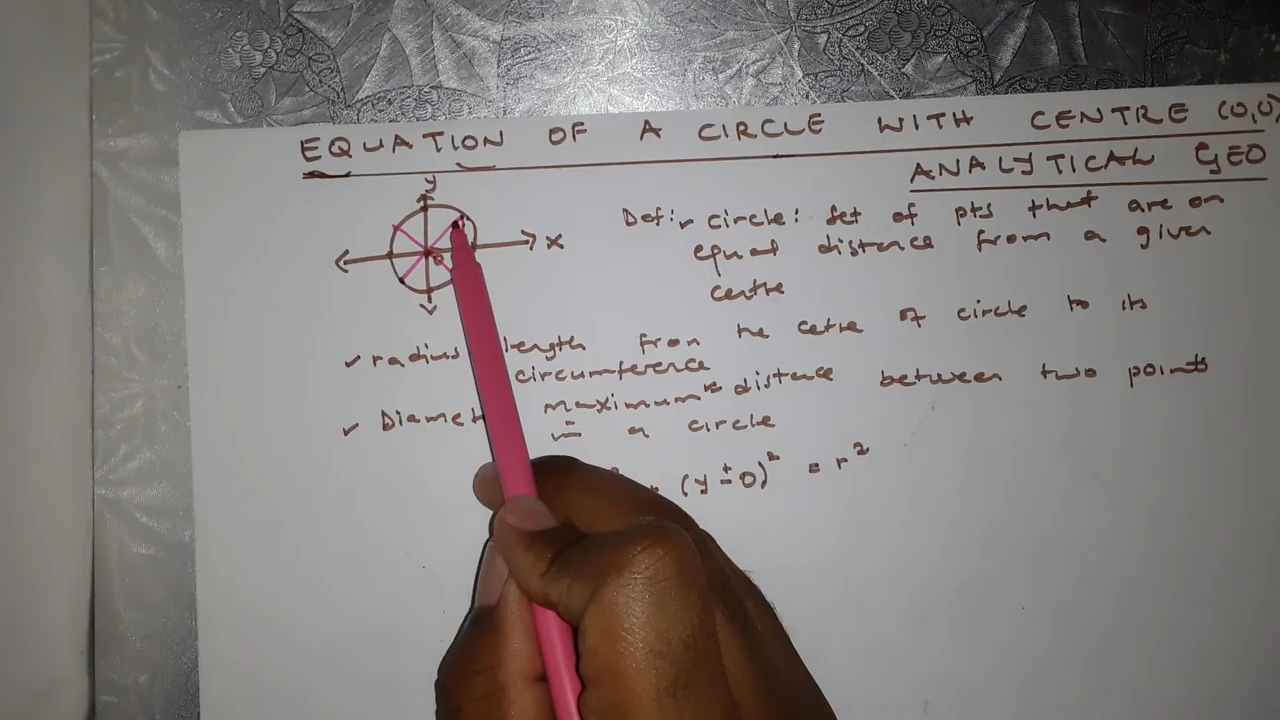 EQUATION OF A CIRCLE WITH CENTRE (0,0)
ANALYTICAL GEO
y
x
Def: circle: set of pts that are on
equal distance from a given
centre
radius length from the cetre of circle to its
circumference
Diamet maximum distace between two points
in a circle
(y ± 0)² = r²